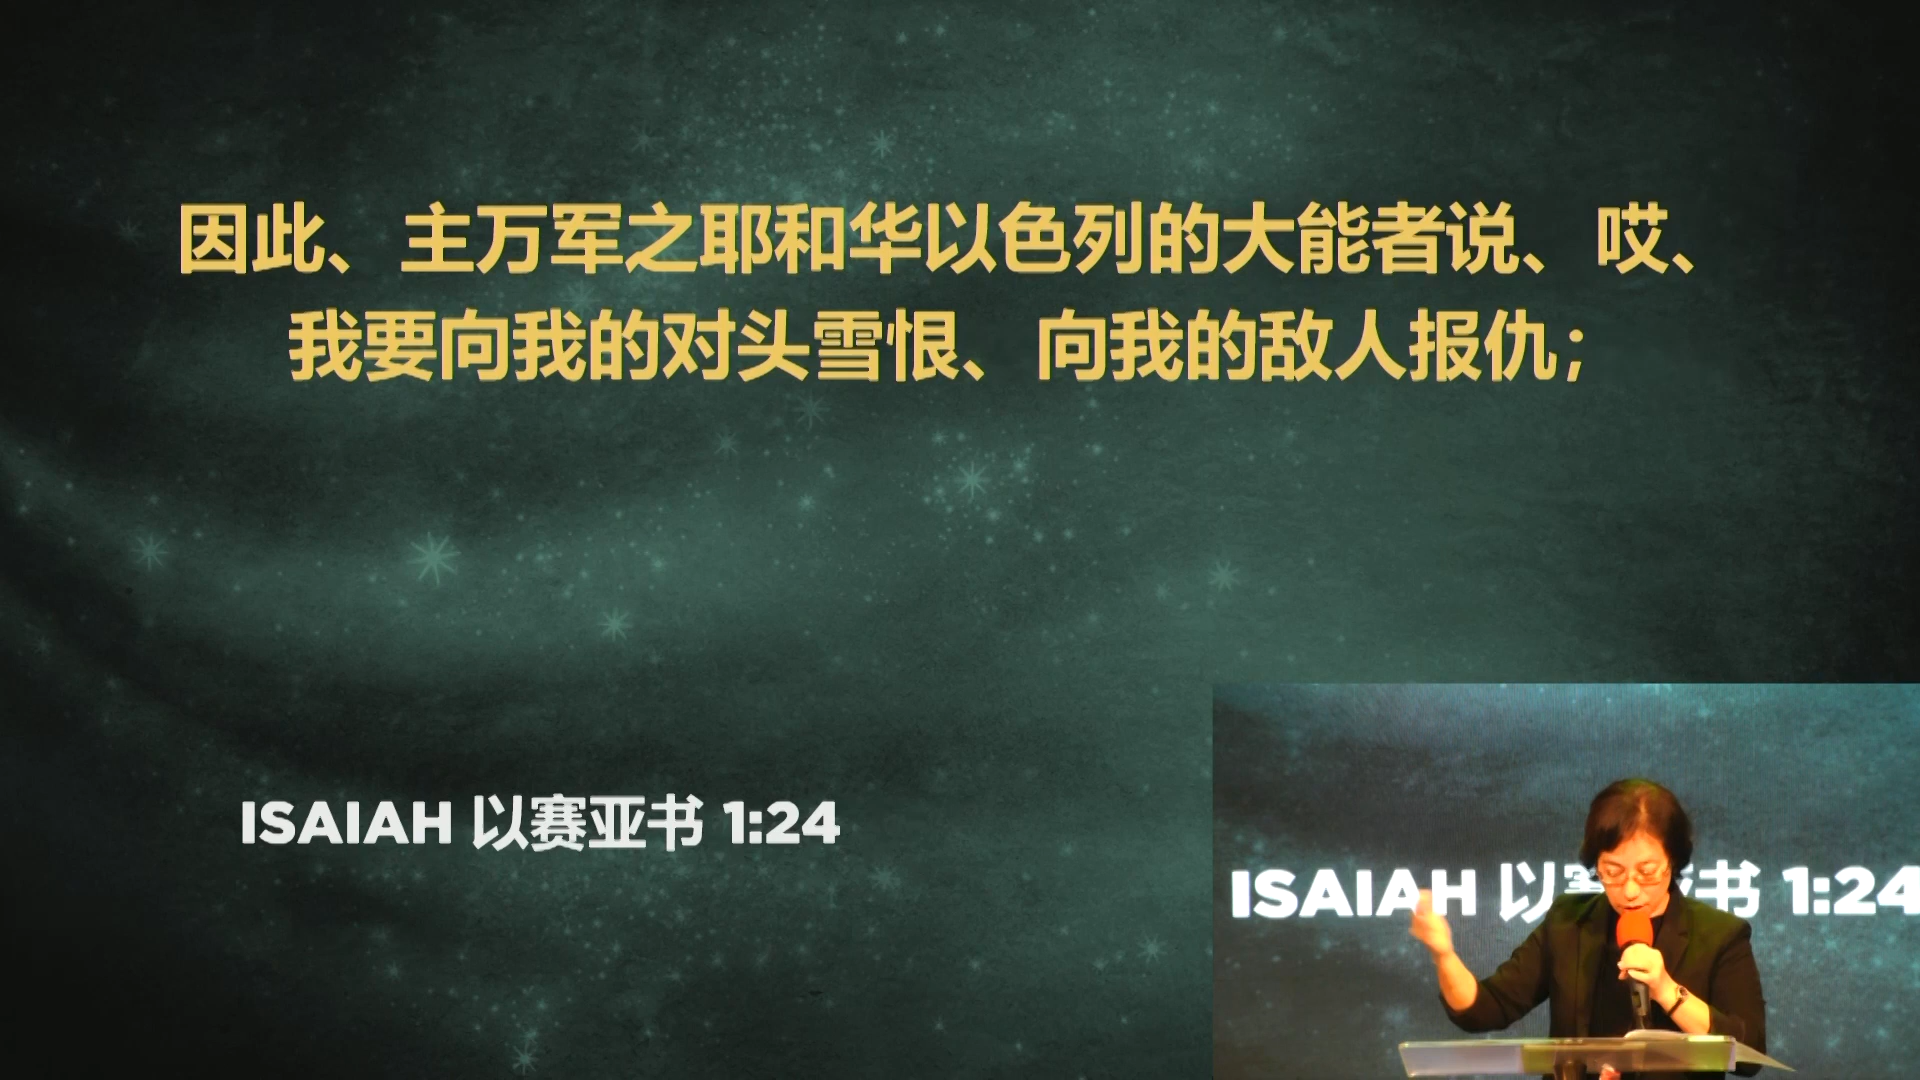 因此、主万军之耶和华以色列的大能者说、哎、
我要向我的对头雪恨、向我的敌人报仇；
ISAIAH 以赛亚书 1:24
ISAIAH 以赛亚书 1:24